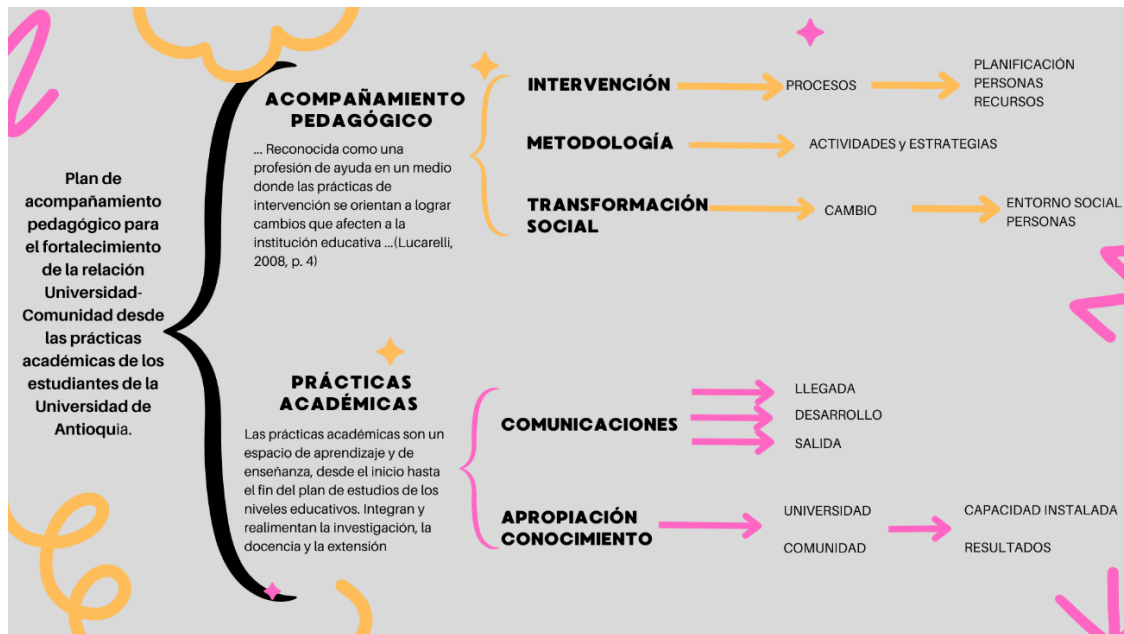 Plan de
acompañamiento
pedagógico para
el fortalecimiento
de la relación
Universidad-
Comunidad desde
las prácticas
académicas de los
estudiantes de la
Universidad de
Antioquia.
ACOMPAÑAMIENTO
PEDAGÓGICO
... Reconocida como una
profesión de ayuda en un medio
donde las prácticas de
intervención se orientan a lograr
cambios que afecten a la
institución educativa ...(Lucarelli,
2008, p. 4)
INTERVENCIÓN
PROCESOS
PLANIFICACIÓN
PERSONAS
RECURSOS
METODOLOGÍA
ACTIVIDADES y ESTRATEGIAS
TRANSFORMACIÓN
SOCIAL
CAMBIO
ENTORNO SOCIAL
PERSONAS
PRÁCTICAS
ACADÉMICAS
Las prácticas académicas son un
espacio de aprendizaje y de
enseñanza, desde el inicio hasta
el fin del plan de estudios de los
niveles educativos. Integran y
realimentan la investigación, la
docencia y la extensión
COMUNICACIONES
LLEGADA
DESARROLLO
SALIDA
APROPIACIÓN
CONOCIMIENTO
UNIVERSIDAD
COMUNIDAD
CAPACIDAD INSTALADA
RESULTADOS